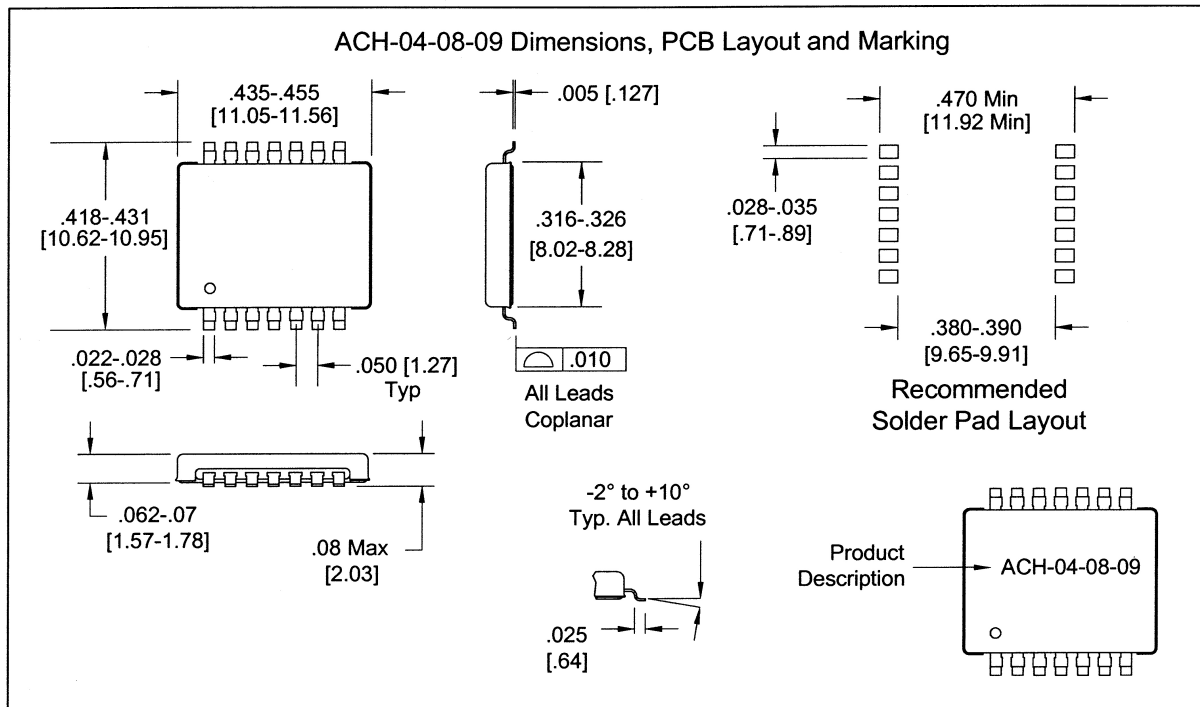 ACH-04-08-09 Dimensions, PCB Layout and Marking
.435-.455
[11.05-11.56]
.005 [.127]
.470 Min
[11.92 Min]
.418-.431
[10.62-10.95]
.316-.326
[8.02-8.28]
.028-.035
[.71-.89]
.022-.028
[.56-.71]
.050 [1.27]
Typ
.010
All Leads
Coplanar
.380-.390
[9.65-9.91]
Recommended
Solder Pad Layout
.062-.07
[1.57-1.78]
.08 Max
[2.03]
-2° to +10°
Typ. All Leads
.025
[.64]
Product
Description
ACH-04-08-09